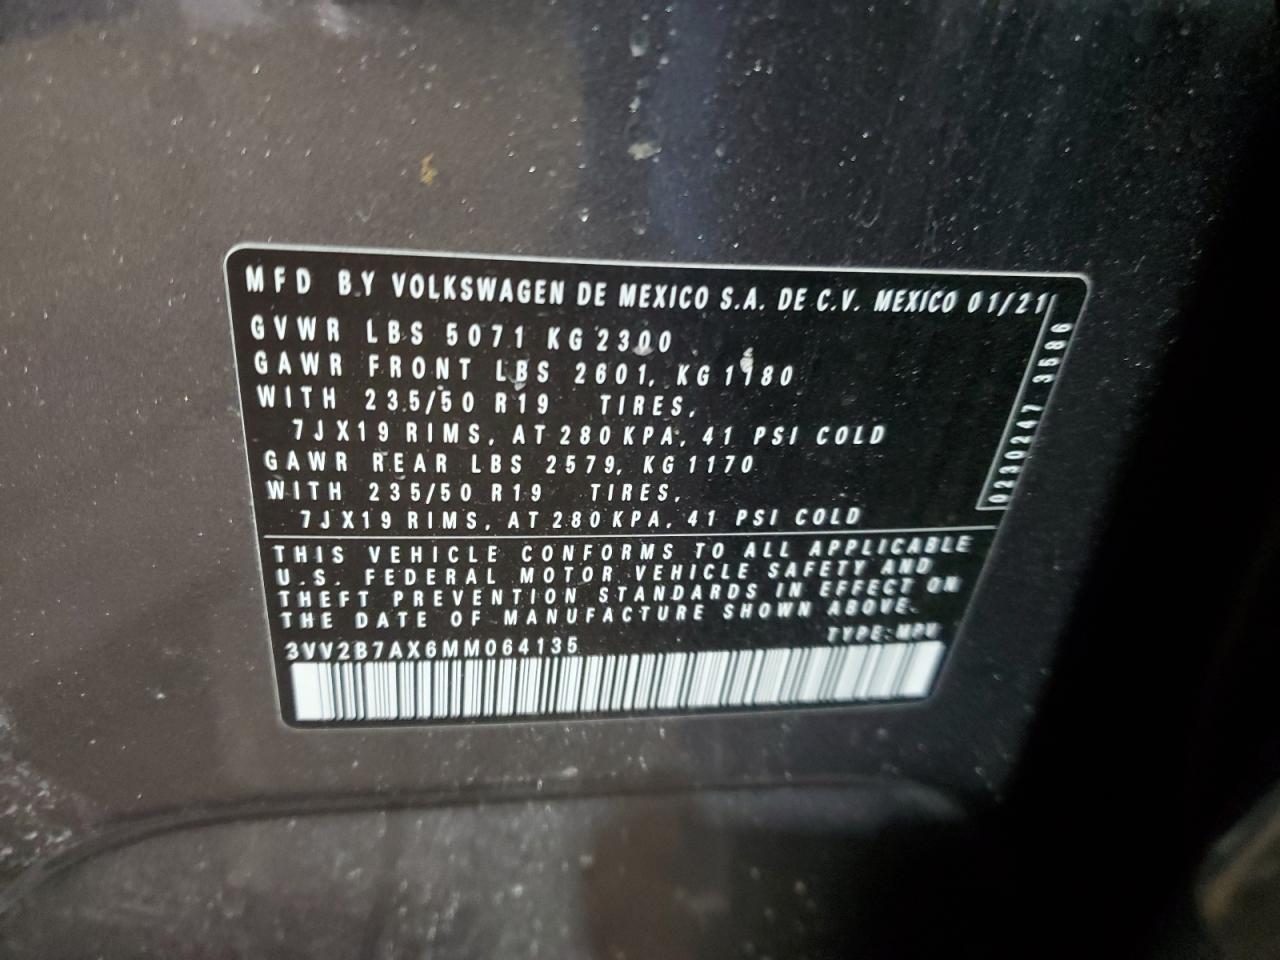 MFD BY VOLKSWAGEN DE MEXICO S.A. DE C.V. MEXICO 01/21
GVWR LBS 5071 KG 2300
GAWR FRONT LBS 2601, KG 1180
WITH 235/50 R19 TIRES,
7JX19 RIMS, AT 280 KPA, 41 PSI COLD
GAWR REAR LBS 2579, KG 1170
WITH 235/50 R19 TIRES,
7JX19 RIMS, AT 280 KPA, 41 PSI COLD
0230247 3586
THIS VEHICLE CONFORMS TO ALL APPLICABLE
U.S. FEDERAL MOTOR VEHICLE SAFETY AND
THEFT PREVENTION STANDARDS IN EFFECT ON
THE DATE OF MANUFACTURE SHOWN ABOVE.
3VV2B7AX6MM064135 TYPE: MPV